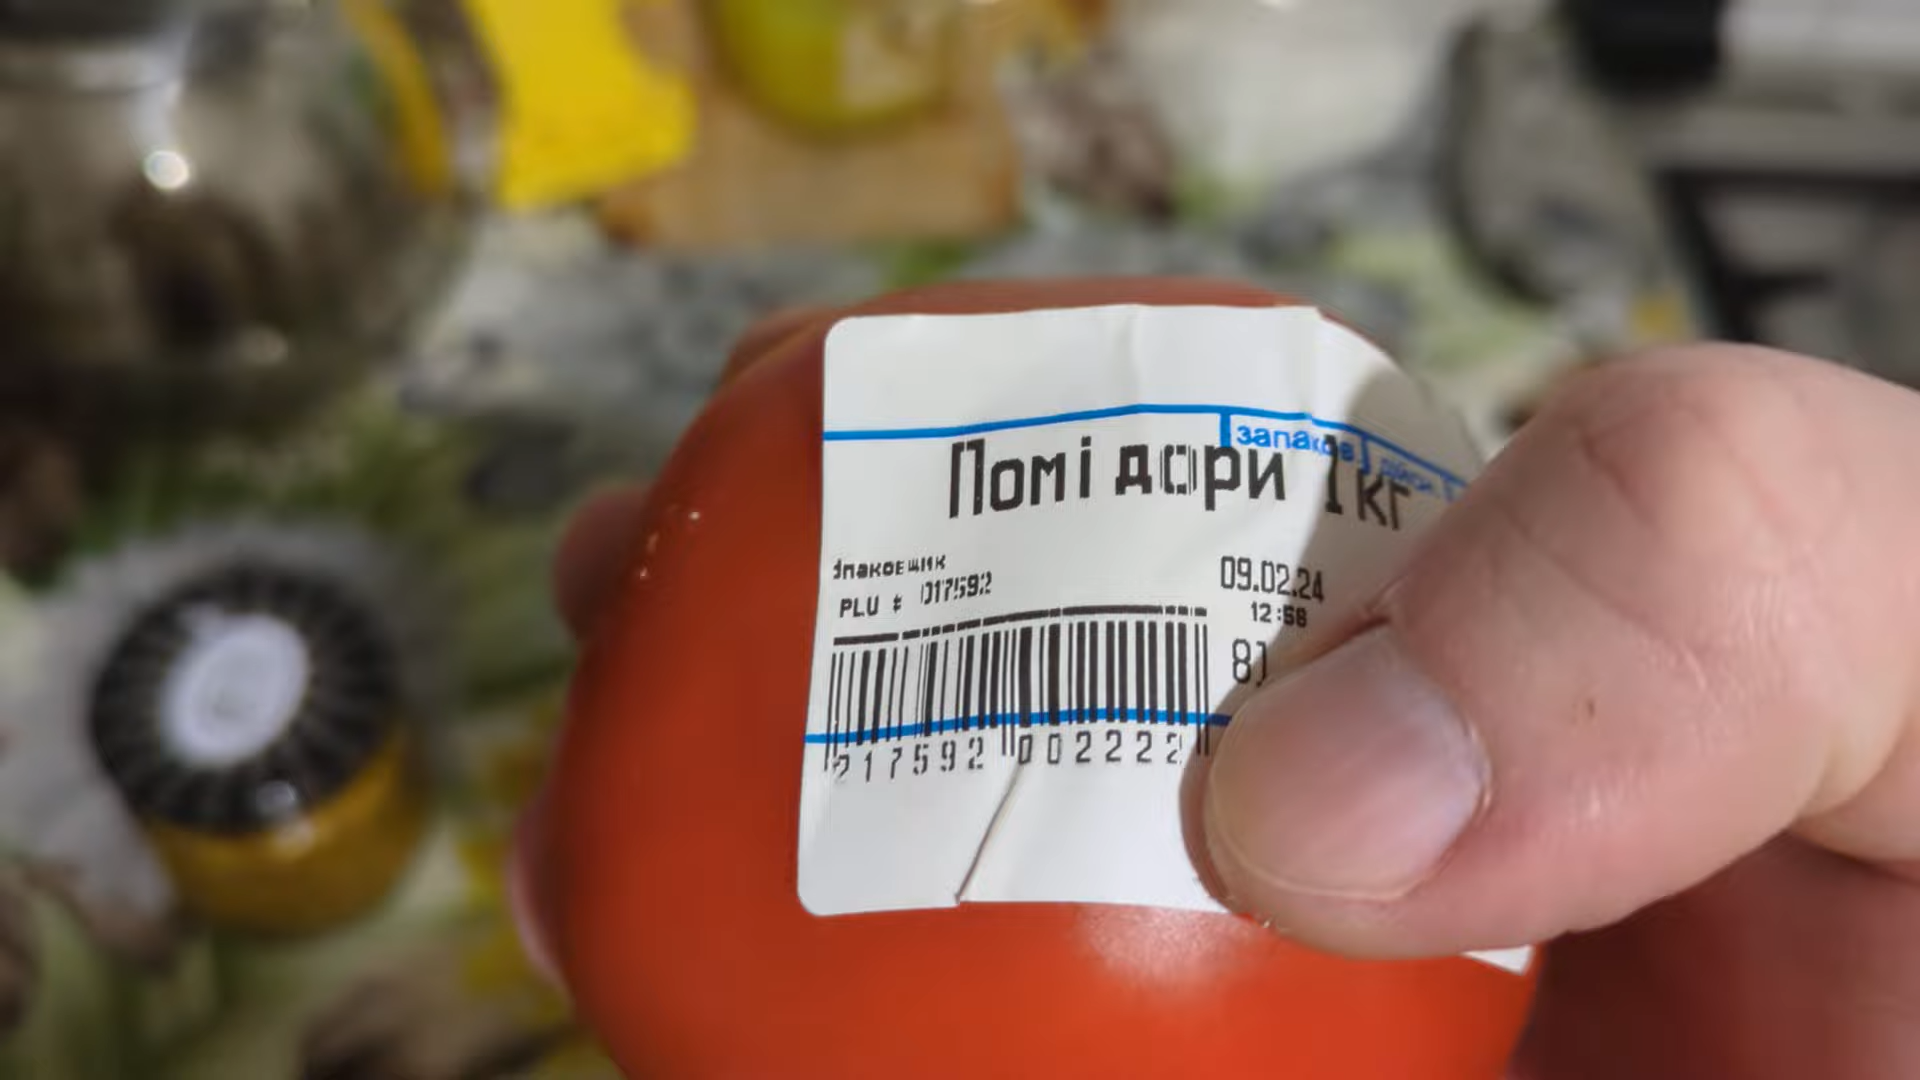 запаков.
Помідори 1кг
Упаковщик
09.02.24
PLU # 017592
12:58
217592 002222